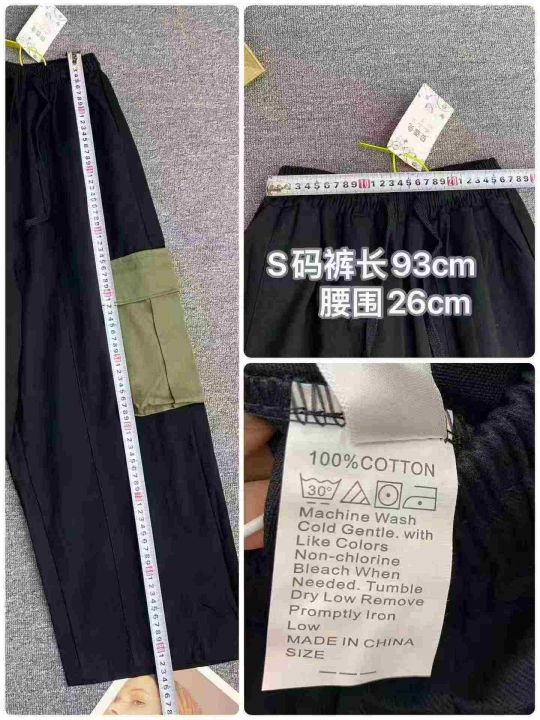 S码裤长93cm
腰围26cm
100%COTTON
30°
Machine Wash
Cold Gentle. with
Like Colors
Non-chlorine
Bleach When
Needed. Tumble
Dry Low Remove
Promptly Iron
Low
MADE IN CHINA
SIZE